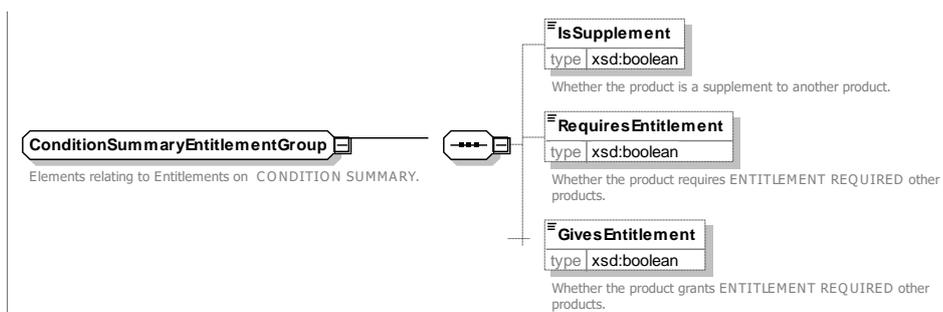 IsSupplement
type xsd:boolean
Whether the product is a supplement to another product.
RequiresEntitlement
type xsd:boolean
ConditionSummaryEntitlementGroup
Elements relating to Entitlements on CONDITION SUMMARY.
Whether the product requires ENTITLEMENT REQUIRED other
products.
GivesEntitlement
type xsd:boolean
Whether the product grants ENTITLEMENT REQUIRED other
products.